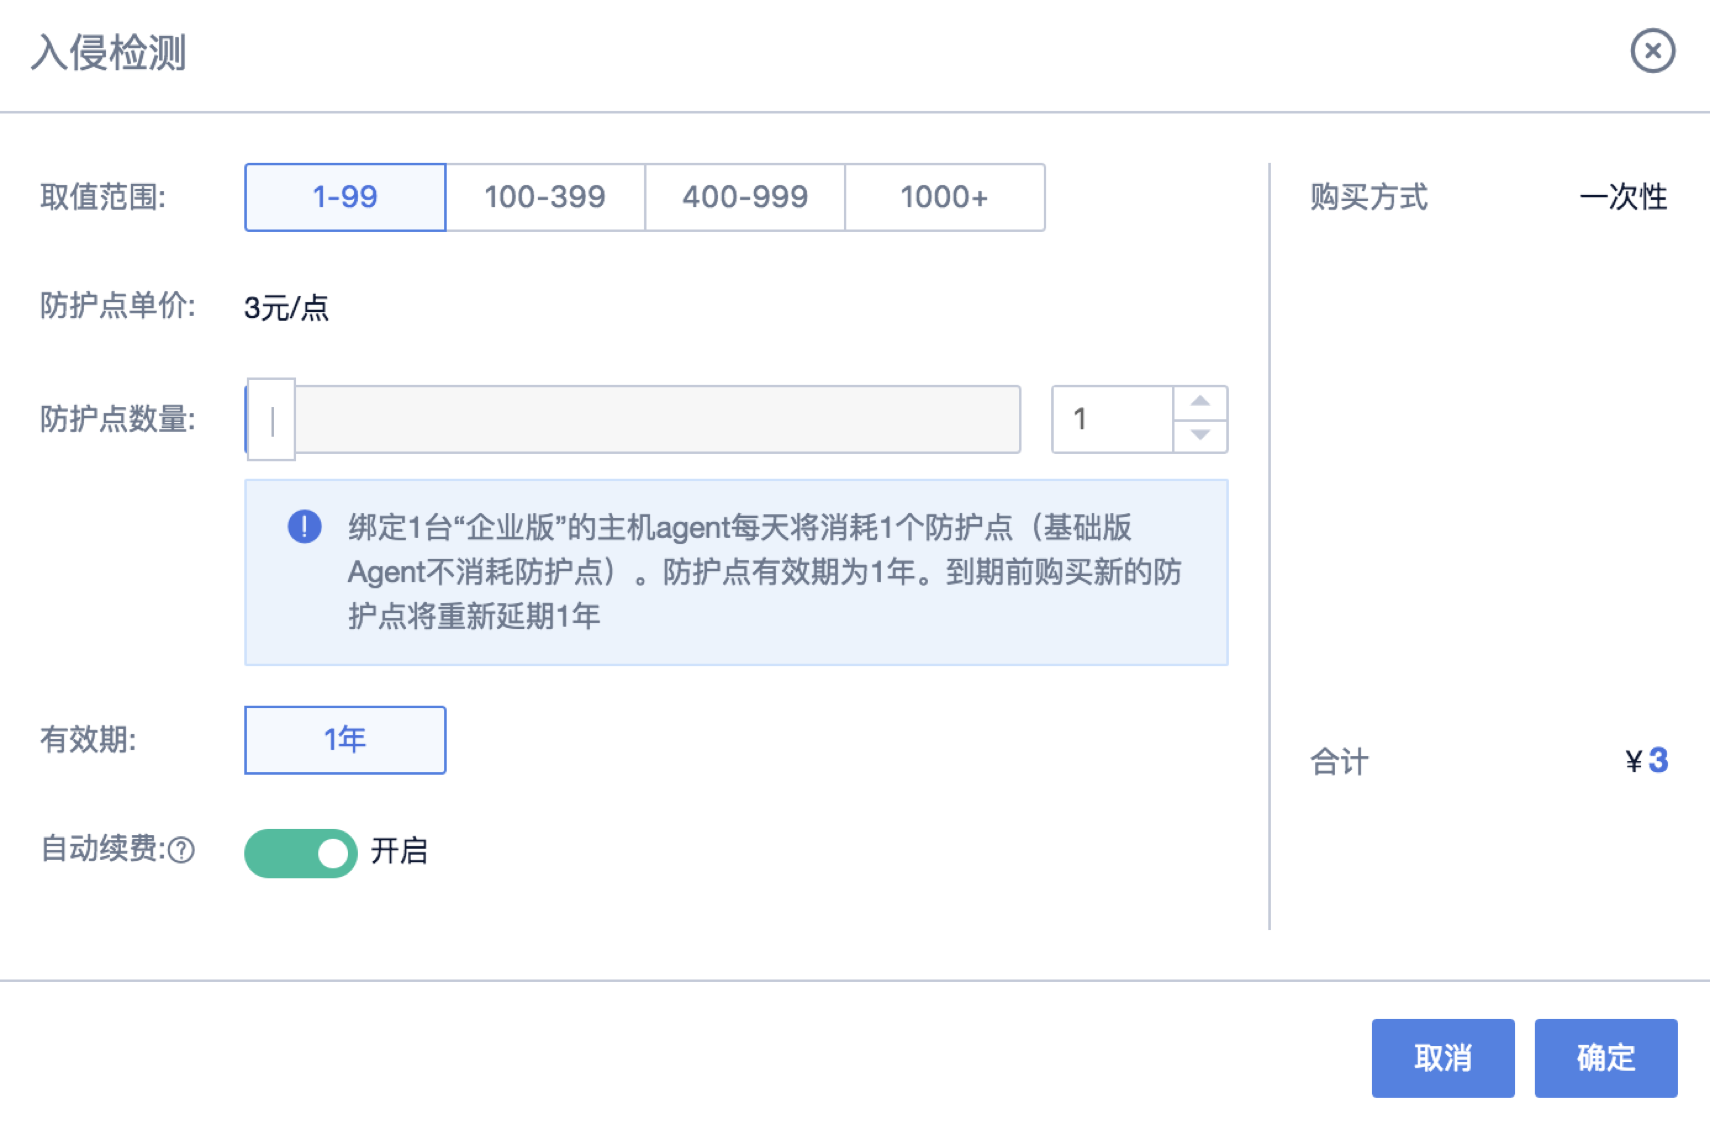 入侵检测
取值范围:
1-99
100-399
400-999
1000+
购买方式
一次性
防护点单价:
3元/点
防护点数量:
1
绑定1台“企业版”的主机agent每天将消耗1个防护点（基础版
Agent不消耗防护点）。防护点有效期为1年。到期前购买新的防
护点将重新延期1年
有效期:
1年
合计
¥3
自动续费:
开启
取消
确定